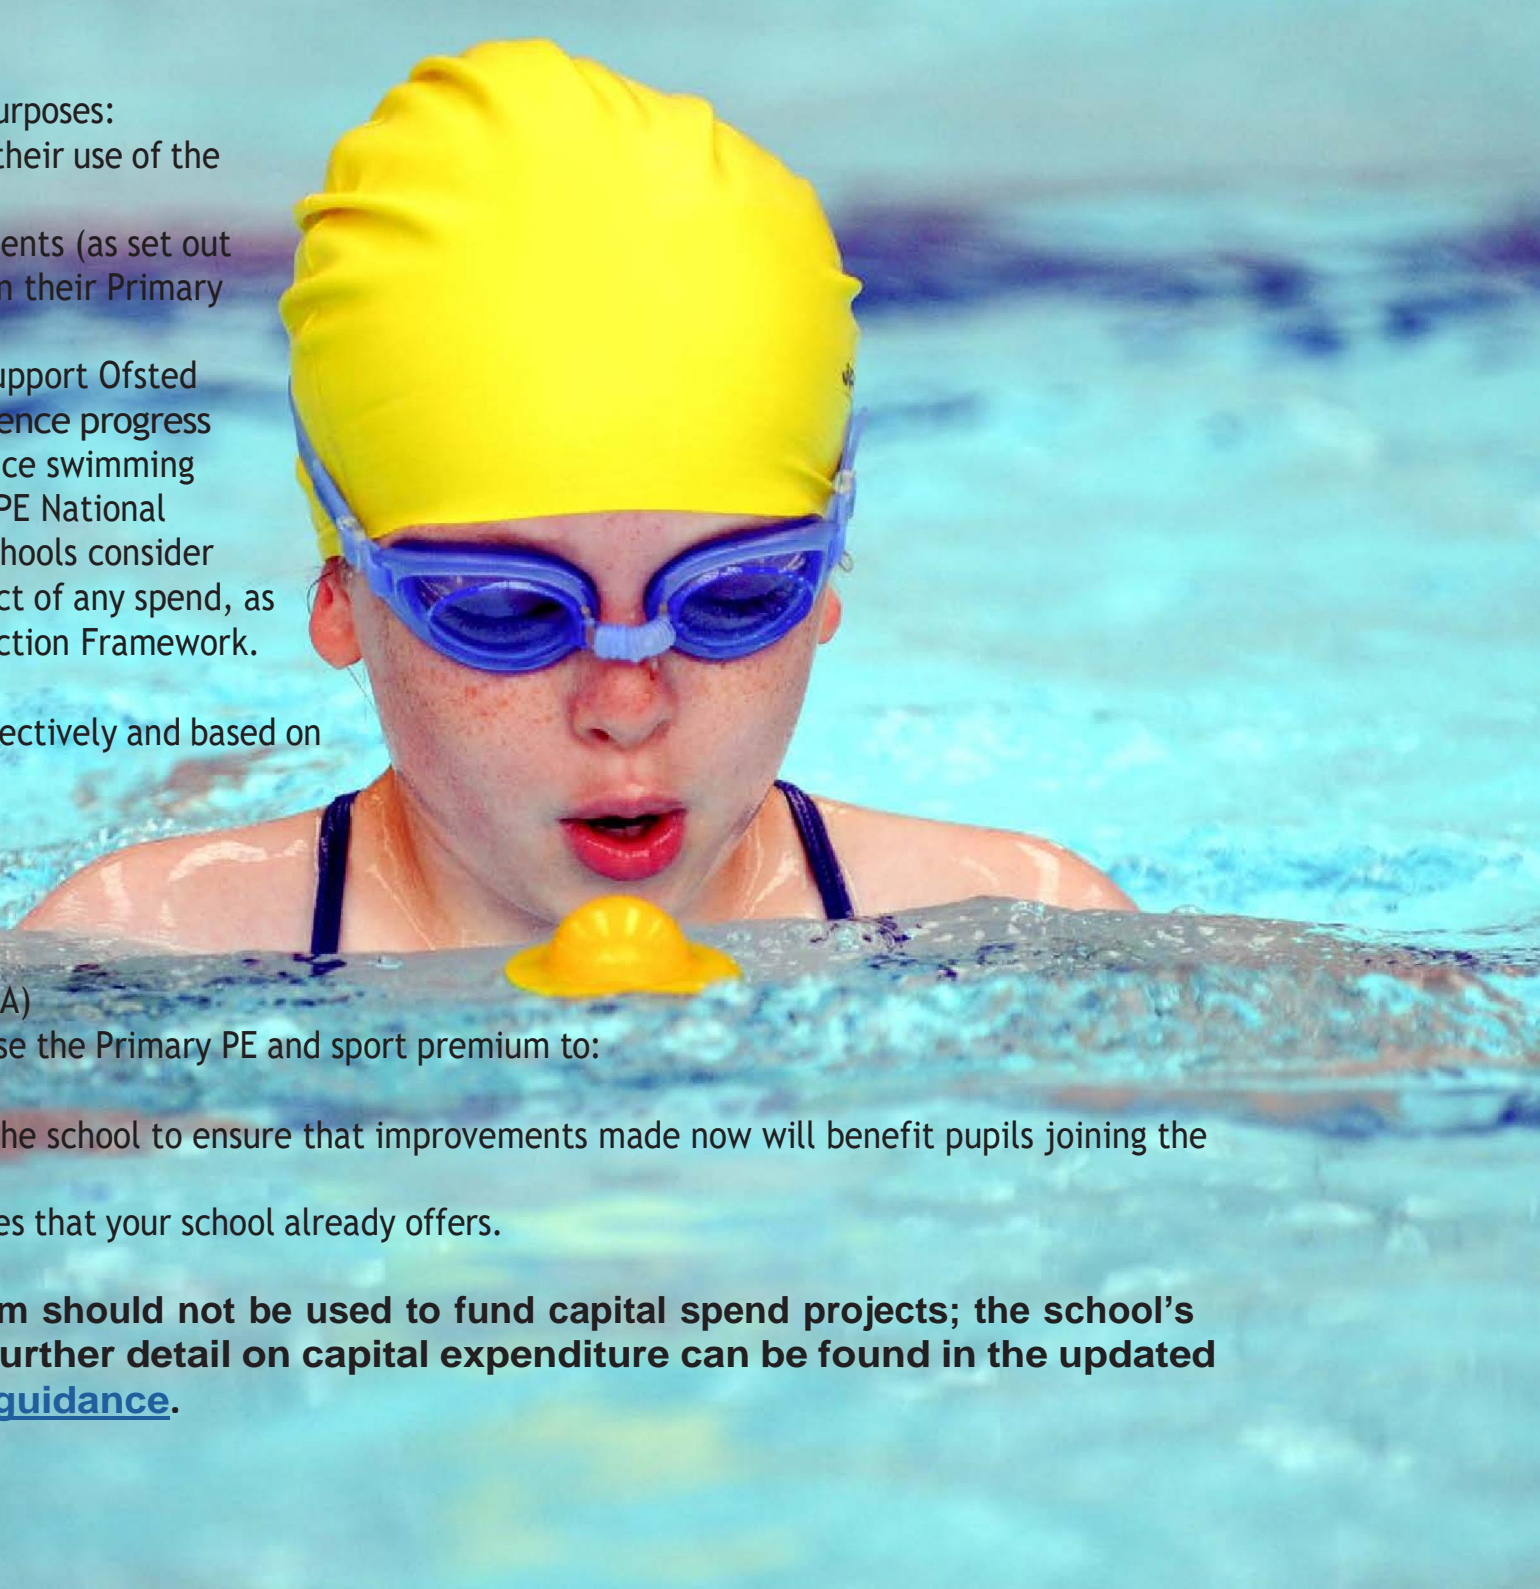 urposes:
their use of the
ents (as set out
n their Primary
upport Ofsted
ence progress
ce swimming
PE National
hools consider
ct of any spend, as
ction Framework.
ectively and based on
A)
se the Primary PE and sport premium to:
he school to ensure that improvements made now will benefit pupils joining the
es that your school already offers.
m should not be used to fund capital spend projects; the school’s
urther detail on capital expenditure can be found in the updated
guidance.